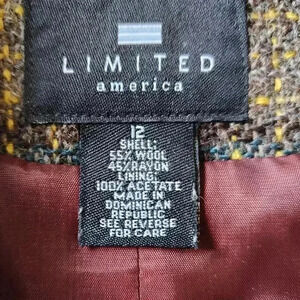 LIMITED
america
12
SHELL:
55% WOOL
45% RAYON
LINING:
100% ACETATE
MADE IN
DOMINICAN
REPUBLIC
SEE REVERSE
FOR CARE